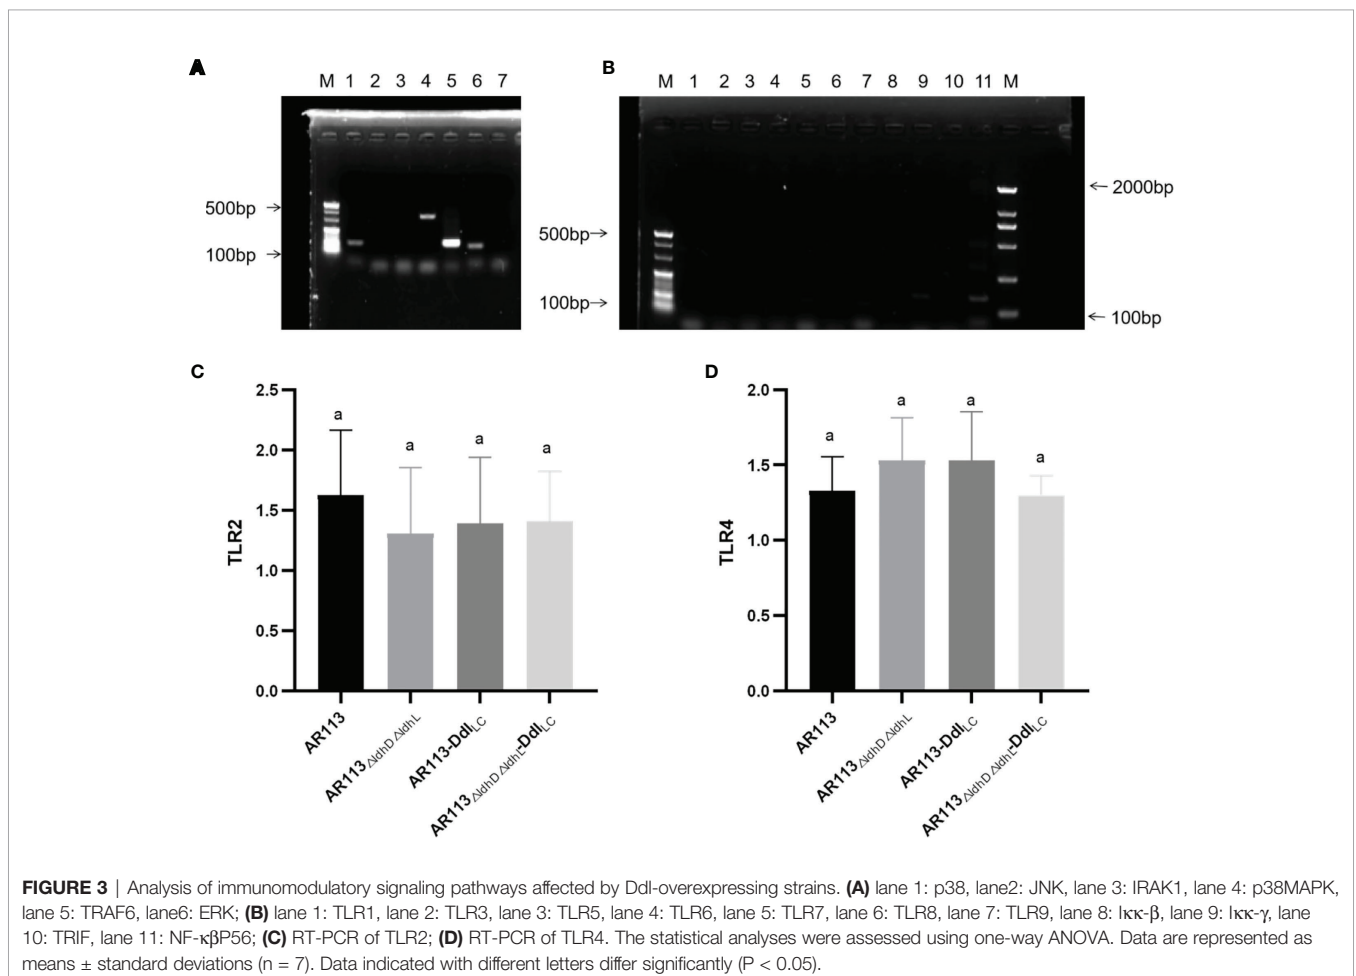 A
M 1 2 3 4 5 6 7
500bp
100bp
B
M 1 2 3 4 5 6 7 8 9 10 11 M
500bp
100bp
2000bp
100bp
C
2.5
2.0
1.5
1.0
0.5
0.0
TLR2
a
a
a
a
AR113
AR113ΔldhD ΔldhL
AR113-DdlLC
AR113ΔldhD ΔldhL-DdlLC
D
2.0
1.5
1.0
0.5
0.0
TLR4
a
a
a
a
AR113
AR113ΔldhD ΔldhL
AR113-DdlLC
AR113ΔldhD ΔldhL-DdlLC
FIGURE 3 | Analysis of immunomodulatory signaling pathways affected by Ddl-overexpressing strains. (A) lane 1: p38, lane2: JNK, lane 3: IRAK1, lane 4: p38MAPK,
lane 5: TRAF6, lane6: ERK; (B) lane 1: TLR1, lane 2: TLR3, lane 3: TLR5, lane 4: TLR6, lane 5: TLR7, lane 6: TLR8, lane 7: TLR9, lane 8: Iκκ-β, lane 9: Iκκ-γ, lane
10: TRIF, lane 11: NF-κβP56; (C) RT-PCR of TLR2; (D) RT-PCR of TLR4. The statistical analyses were assessed using one-way ANOVA. Data are represented as
means ± standard deviations (n = 7). Data indicated with different letters differ significantly (P < 0.05).